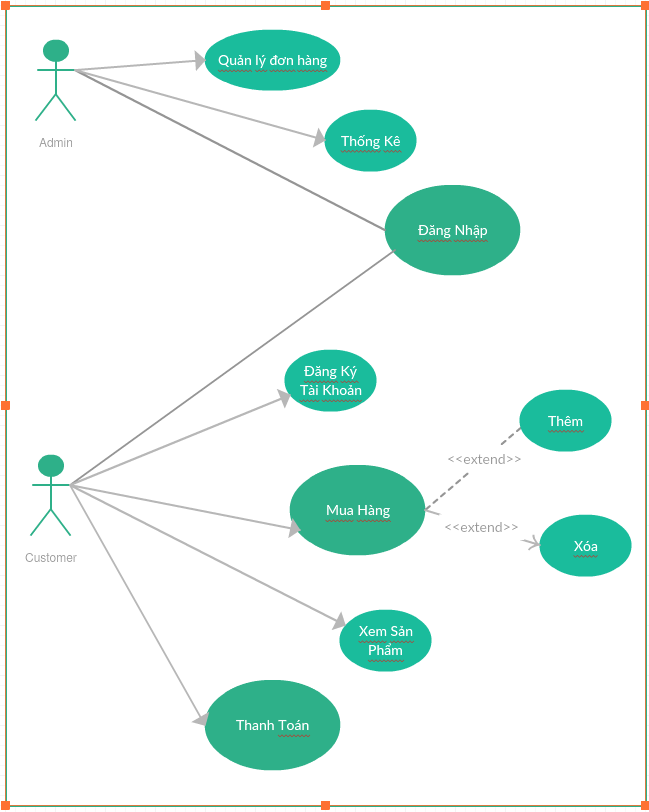 Quản lý đơn hàng
Admin
Thống Kê
Đăng Nhập
Đăng Ký
Tài Khoản
Thêm
<<extend>>
Mua Hàng
<<extend>>
Xóa
Customer
Xem Sản
Phẩm
Thanh Toán